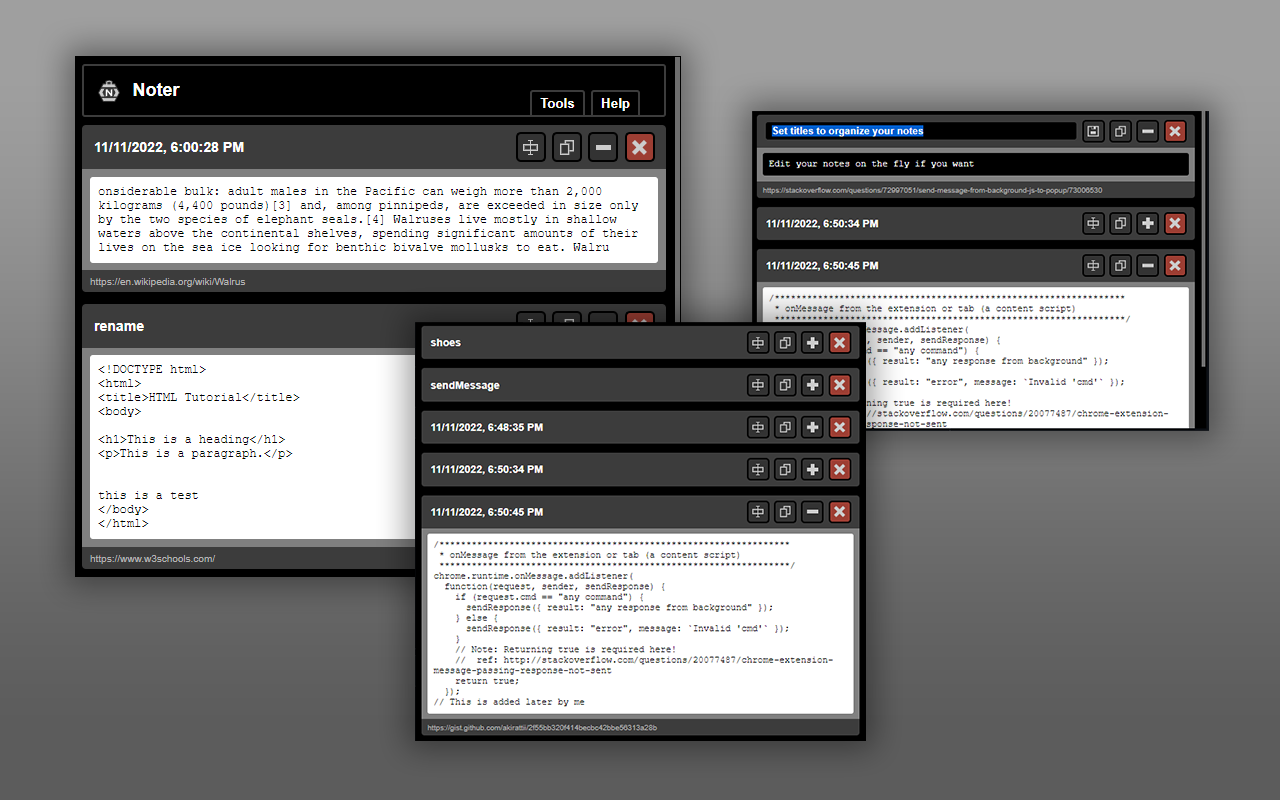 Noter
Tools
Help
11/11/2022, 6:00:28 PM
onsiderable bulk: adult males in the Pacific can weigh more than 2,000
kilograms (4,400 pounds)[3] and, among pinnipeds, are exceeded in size only
by the two species of elephant seals.[4] Walruses live mostly in shallow
waters above the continental shelves, spending significant amounts of their
lives on the sea ice looking for benthic bivalve mollusks to eat. Walru
https://en.wikipedia.org/wiki/Walrus
rename
<!DOCTYPE html>
<html>
<title>HTML Tutorial</title>
<body>
<h1>This is a heading</h1>
<p>This is a paragraph.</p>
this is a test
</body>
</html>
https://www.w3schools.com/
shoes
sendMessage
11/11/2022, 6:48:35 PM
11/11/2022, 6:50:34 PM
11/11/2022, 6:50:45 PM
/******************************************************************
* onMessage from the extension or tab (a content script)
******************************************************************/
chrome.runtime.onMessage.addListener(
function(request, sender, sendResponse) {
if (request.cmd == "any command") {
sendResponse({ result: "any response from background" });
} else {
sendResponse({ result: "error", message: `Invalid 'cmd'` });
}
// Note: Returning true is required here!
//  ref: http://stackoverflow.com/questions/20077487/chrome-extension-
message-passing-response-not-sent
return true;
});
// This is added later by me
https://gist.github.com/akirattii/2f55bb320f414becbc42bbe56313a28b
Set titles to organize your notes
Edit your notes on the fly if you want
https://stackoverflow.com/questions/72997051/send-message-from-background-js-to-popup/73006530
11/11/2022, 6:50:34 PM
11/11/2022, 6:50:45 PM
/******************************************************************
* onMessage from the extension or tab (a content script)
******************************************************************/
ssage.addListener(
, sender, sendResponse) {
d == "any command") {
({ result: "any response from background" });
({ result: "error", message: `Invalid 'cmd'` });
rning true is required here!
//stackoverflow.com/questions/20077487/chrome-extension-
sponse-not-sent